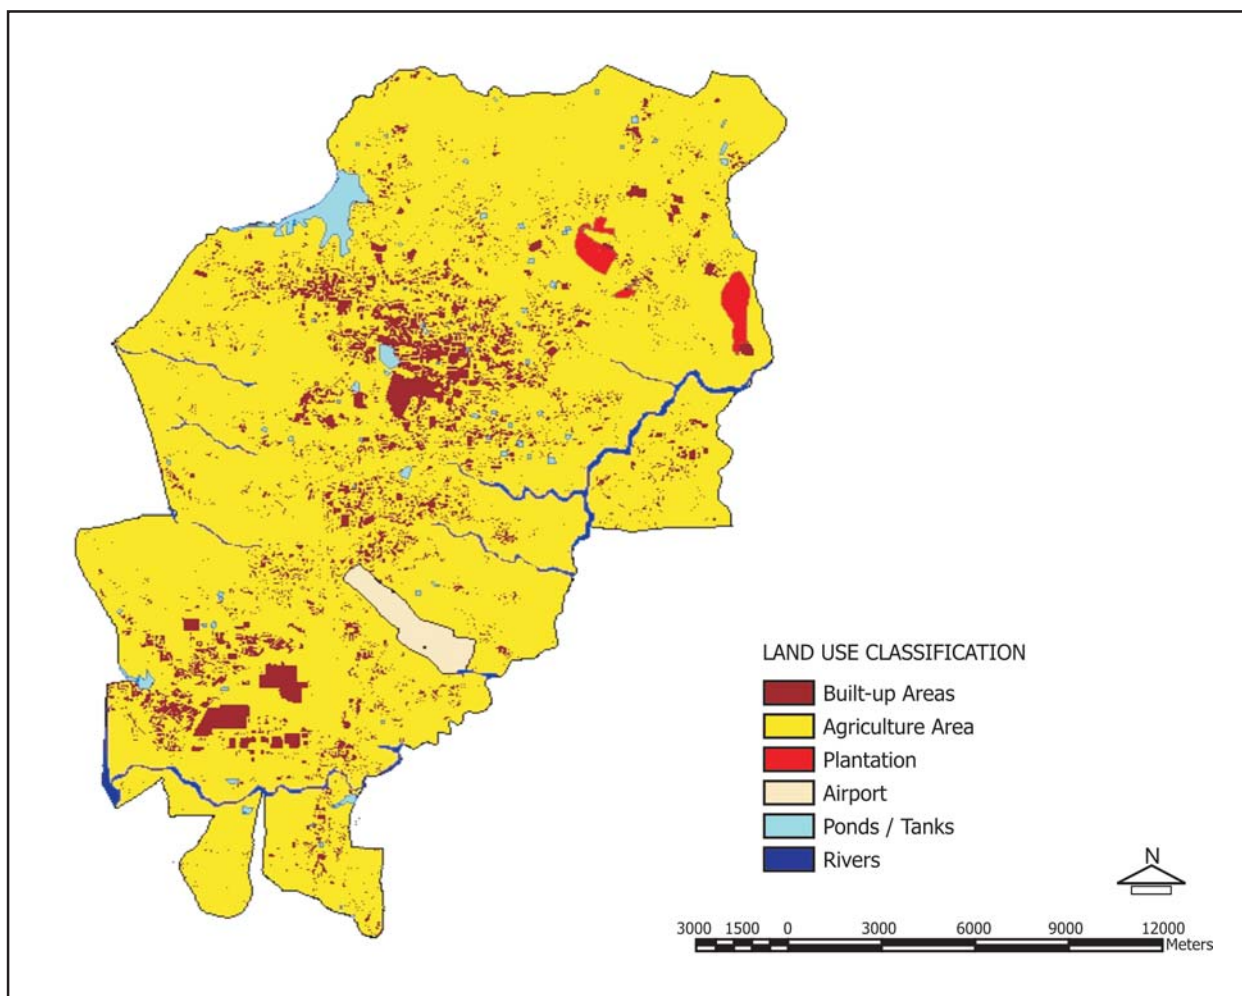 LAND USE CLASSIFICATION
Built-up Areas
Agriculture Area
Plantation
Airport
Ponds / Tanks
Rivers
N
3000 1500 0 3000 6000 9000 12000
Meters